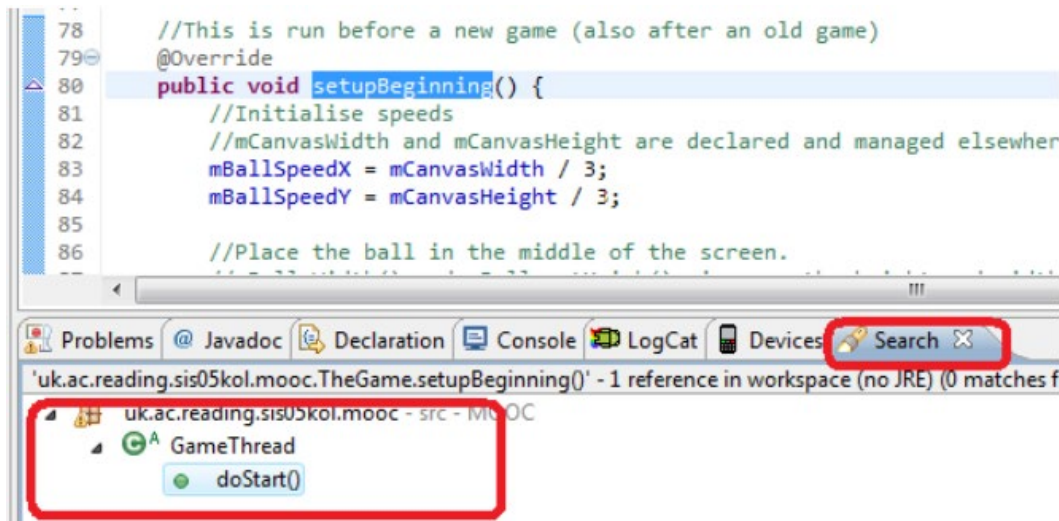 78 //This is run before a new game (also after an old game)
79 @Override
80 public void setupBeginning() {
81 //Initialise speeds
82 //mCanvasWidth and mCanvasHeight are declared and managed elsewher
83 mBallSpeedX = mCanvasWidth / 3;
84 mBallSpeedY = mCanvasHeight / 3;
85
86 //Place the ball in the middle of the screen.
Problems @ Javadoc Declaration Console LogCat Devices Search
'uk.ac.reading.sis05kol.mooc.TheGame.setupBeginning()' - 1 reference in workspace (no JRE) (0 matches f
uk.ac.reading.sis05kol.mooc - src - MOOC
GameThread
doStart()